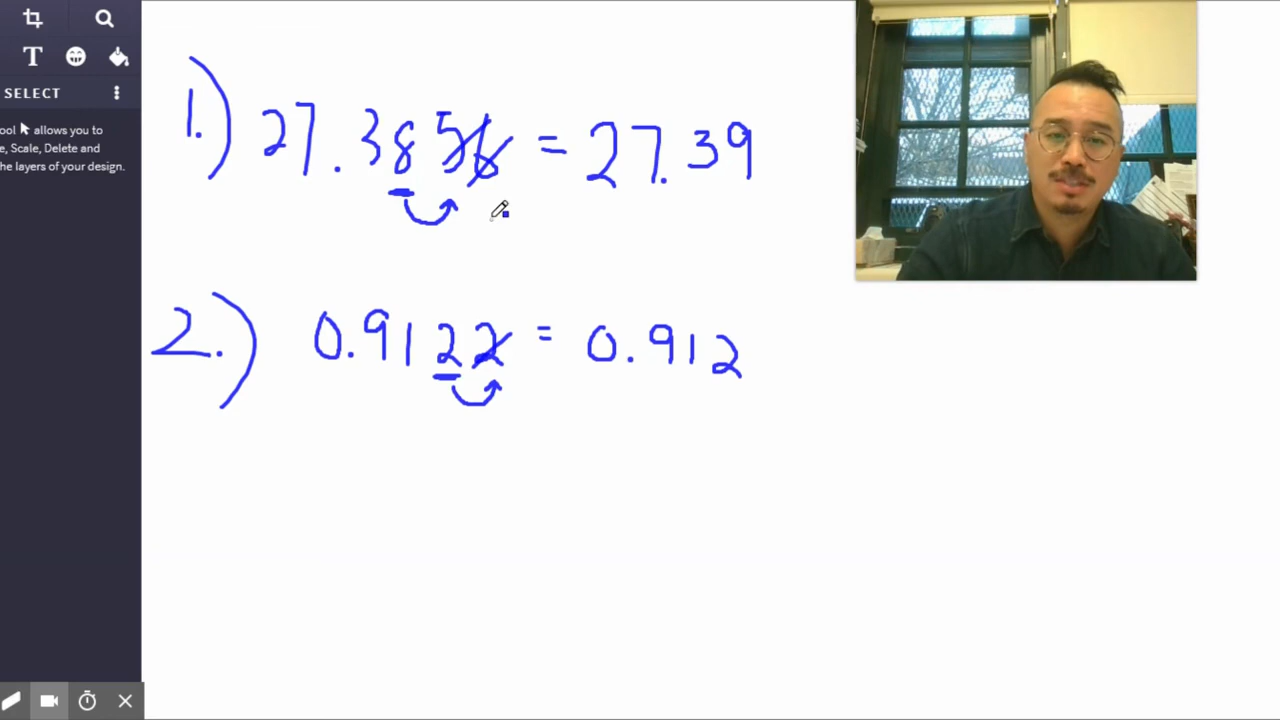 T
SELECT
ool allows you to
e, Scale, Delete and
the layers of your design.
1.) 27.3856 = 27.39
2.) 0.9122 = 0.912